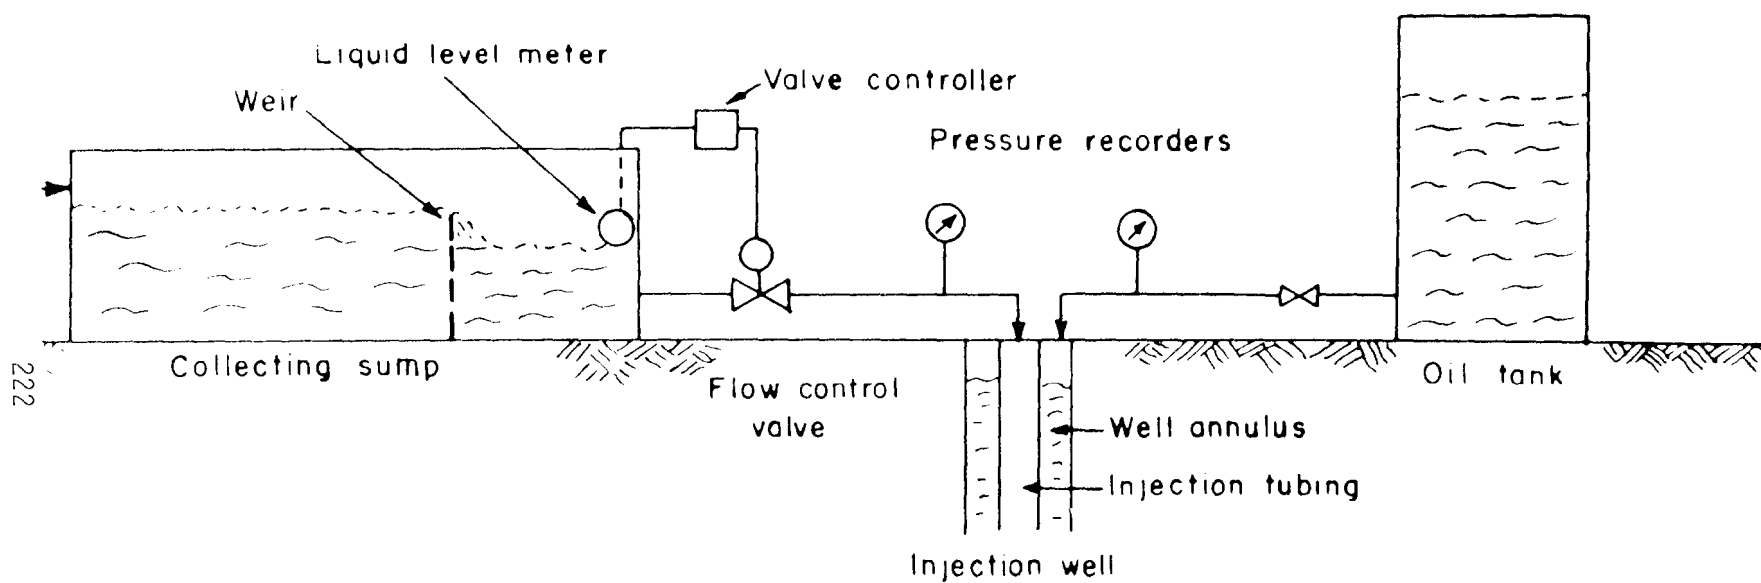 Liquid level meter
Valve controller
Weir
Pressure recorders
Collecting sump
Flow control
valve
Oil tank
Well annulus
Injection tubing
Injection well
222